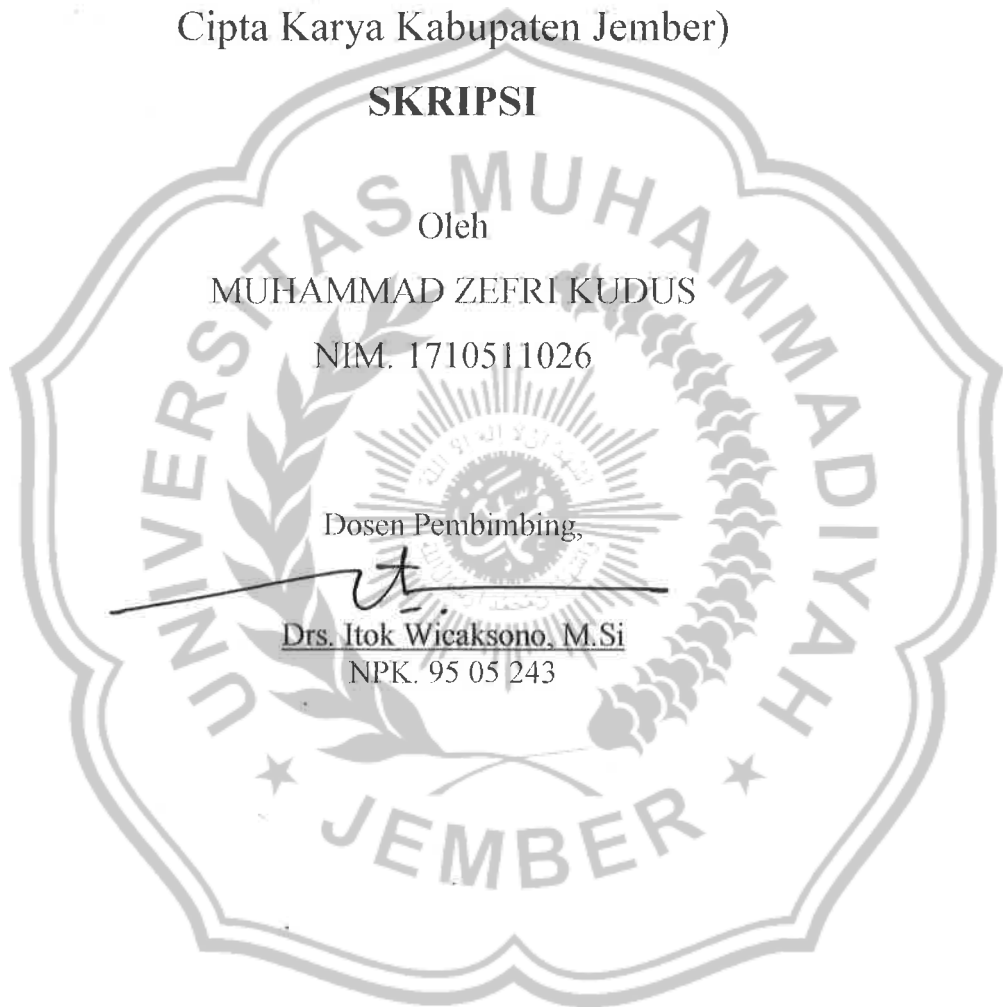 Cipta Karya Kabupaten Jember)
SKRIPSI
Oleh
MUHAMMAD ZEFRI KUDUS
NIM. 1710511026
Dosen Pembimbing,
Drs. Itok Wicaksono, M.Si
NPK. 95 05 243
UNIVERSITAS MUHAMMADIYAH
JEMBER